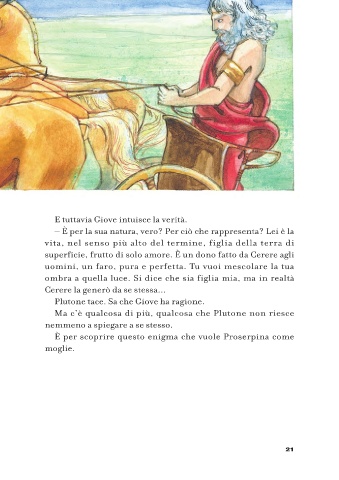 E tuttavia Giove intuisce la verità.
– È per la sua natura, vero? Per ciò che rappresenta? Lei è la
vita, nel senso più alto del termine, figlia della terra di
superficie, frutto di solo amore. È un dono fatto da Cerere agli
uomini, un faro, pura e perfetta. Tu vuoi mescolare la tua
ombra a quella luce. Si dice che sia figlia mia, ma in realtà
Cerere la generò da se stessa…
Plutone tace. Sa che Giove ha ragione.
Ma c'è qualcosa di più, qualcosa che Plutone non riesce
nemmeno a spiegare a se stesso.
È per scoprire questo enigma che vuole Proserpina come
moglie.
21